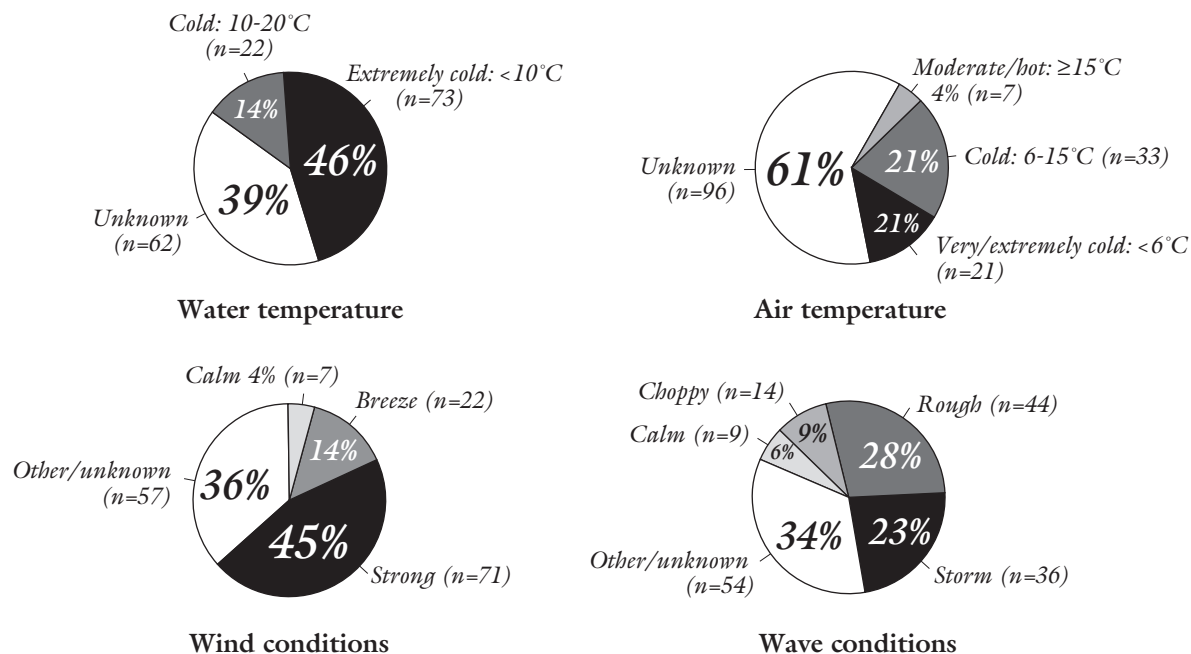 Cold: 10-20°C
(n=22)
Extremely cold: <10°C
(n=73)
14%
46%
39%
Unknown
(n=62)
Water temperature
Moderate/hot: ≥15°C
4% (n=7)
Unknown
(n=96)
61%
21%
Cold: 6-15°C (n=33)
21%
Very/extremely cold: <6°C
(n=21)
Air temperature
Calm 4% (n=7)
Breeze (n=22)
14%
Other/unknown
(n=57)
36%
45%
Strong (n=71)
Wind conditions
Choppy (n=14)
Rough (n=44)
Calm (n=9)
9%
6%
28%
34%
23%
Other/unknown
(n=54)
Storm (n=36)
Wave conditions